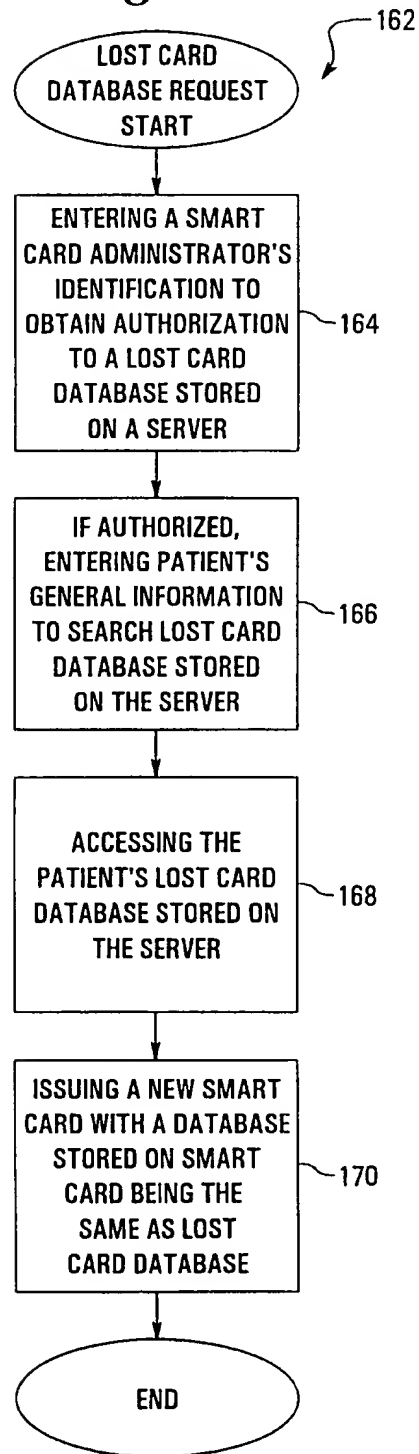 162
LOST CARD
DATABASE REQUEST
START
ENTERING A SMART
CARD ADMINISTRATOR'S
IDENTIFICATION TO
OBTAIN AUTHORIZATION
TO A LOST CARD
DATABASE STORED
ON A SERVER
164
IF AUTHORIZED,
ENTERING PATIENT'S
GENERAL INFORMATION
TO SEARCH LOST CARD
DATABASE STORED
ON THE SERVER
166
ACCESSING THE
PATIENT'S LOST CARD
DATABASE STORED ON
THE SERVER
168
ISSUING A NEW SMART
CARD WITH A DATABASE
STORED ON SMART
CARD BEING THE
SAME AS LOST
CARD DATABASE
170
END